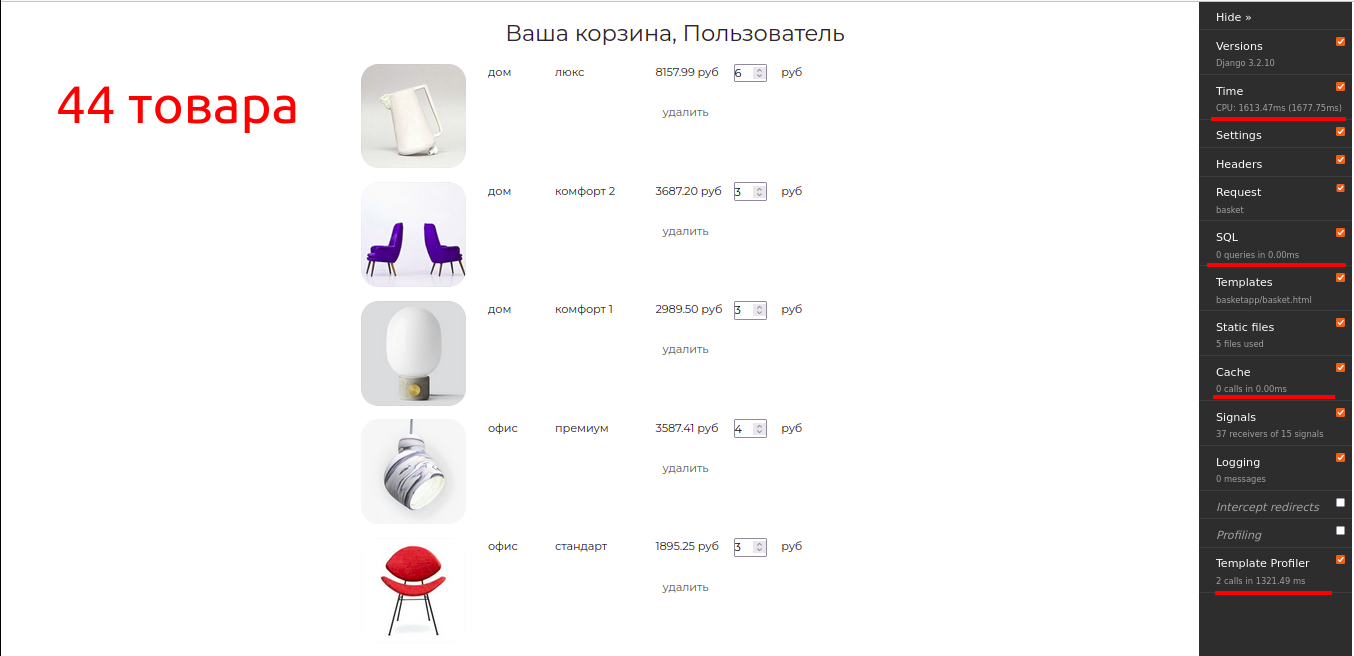 Ваша корзина, Пользователь
44 товара
дом люкс 8157.99 руб 6 руб
удалить
дом комфорт 2 3687.20 руб 3 руб
удалить
дом комфорт 1 2989.50 руб 3 руб
удалить
офис премиум 3587.41 руб 4 руб
удалить
офис стандарт 1895.25 руб 3 руб
удалить
Hide »
Versions
Django 3.2.10
Time
CPU: 1613.47ms (1677.75ms)
Settings
Headers
Request
basket
SQL
0 queries in 0.00ms
Templates
basketapp/basket.html
Static files
5 files used
Cache
0 calls in 0.00ms
Signals
37 receivers of 15 signals
Logging
0 messages
Intercept redirects
Profiling
Template Profiler
2 calls in 1321.49 ms